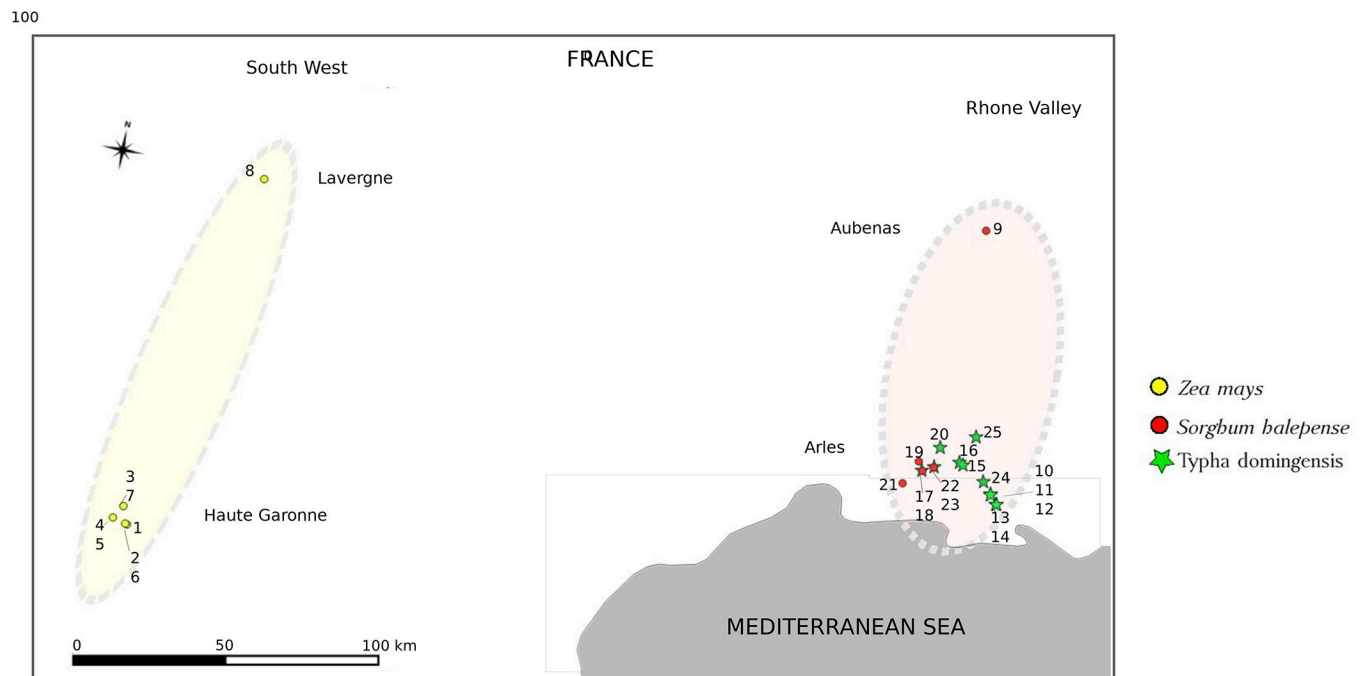 100
FRANCE
South West
Rhone Valley
N
8
Lavergne
Aubenas
9
Arles
20
25
19
16
15
21
22
24
10
17
23
11
18
12
13
14
3
7
4
1
5
2
6
Haute Garonne
MEDITERRANEAN SEA
0 50 100 km
Zea mays
Sorghum halepense
Typha domingensis